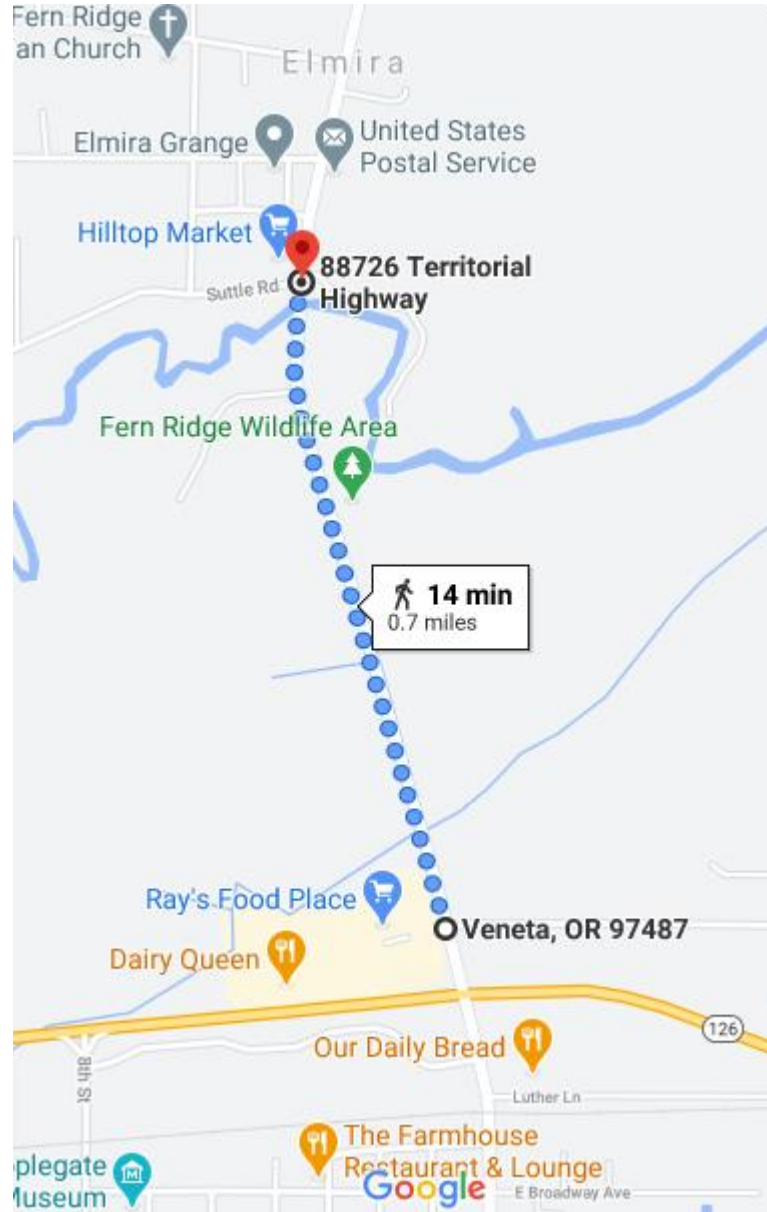 Fern Ridge
an Church
Elmira
Elmira Grange
United States
Postal Service
Hilltop Market
88726 Territorial
Highway
Suttle Rd
Fern Ridge Wildlife Area
14 min
0.7 miles
Ray's Food Place
Veneta, OR 97487
Dairy Queen
126
Our Daily Bread
8th St
Luther Ln
The Farmhouse
Restaurant & Lounge
plegate
Museum
Google
E Broadway Ave